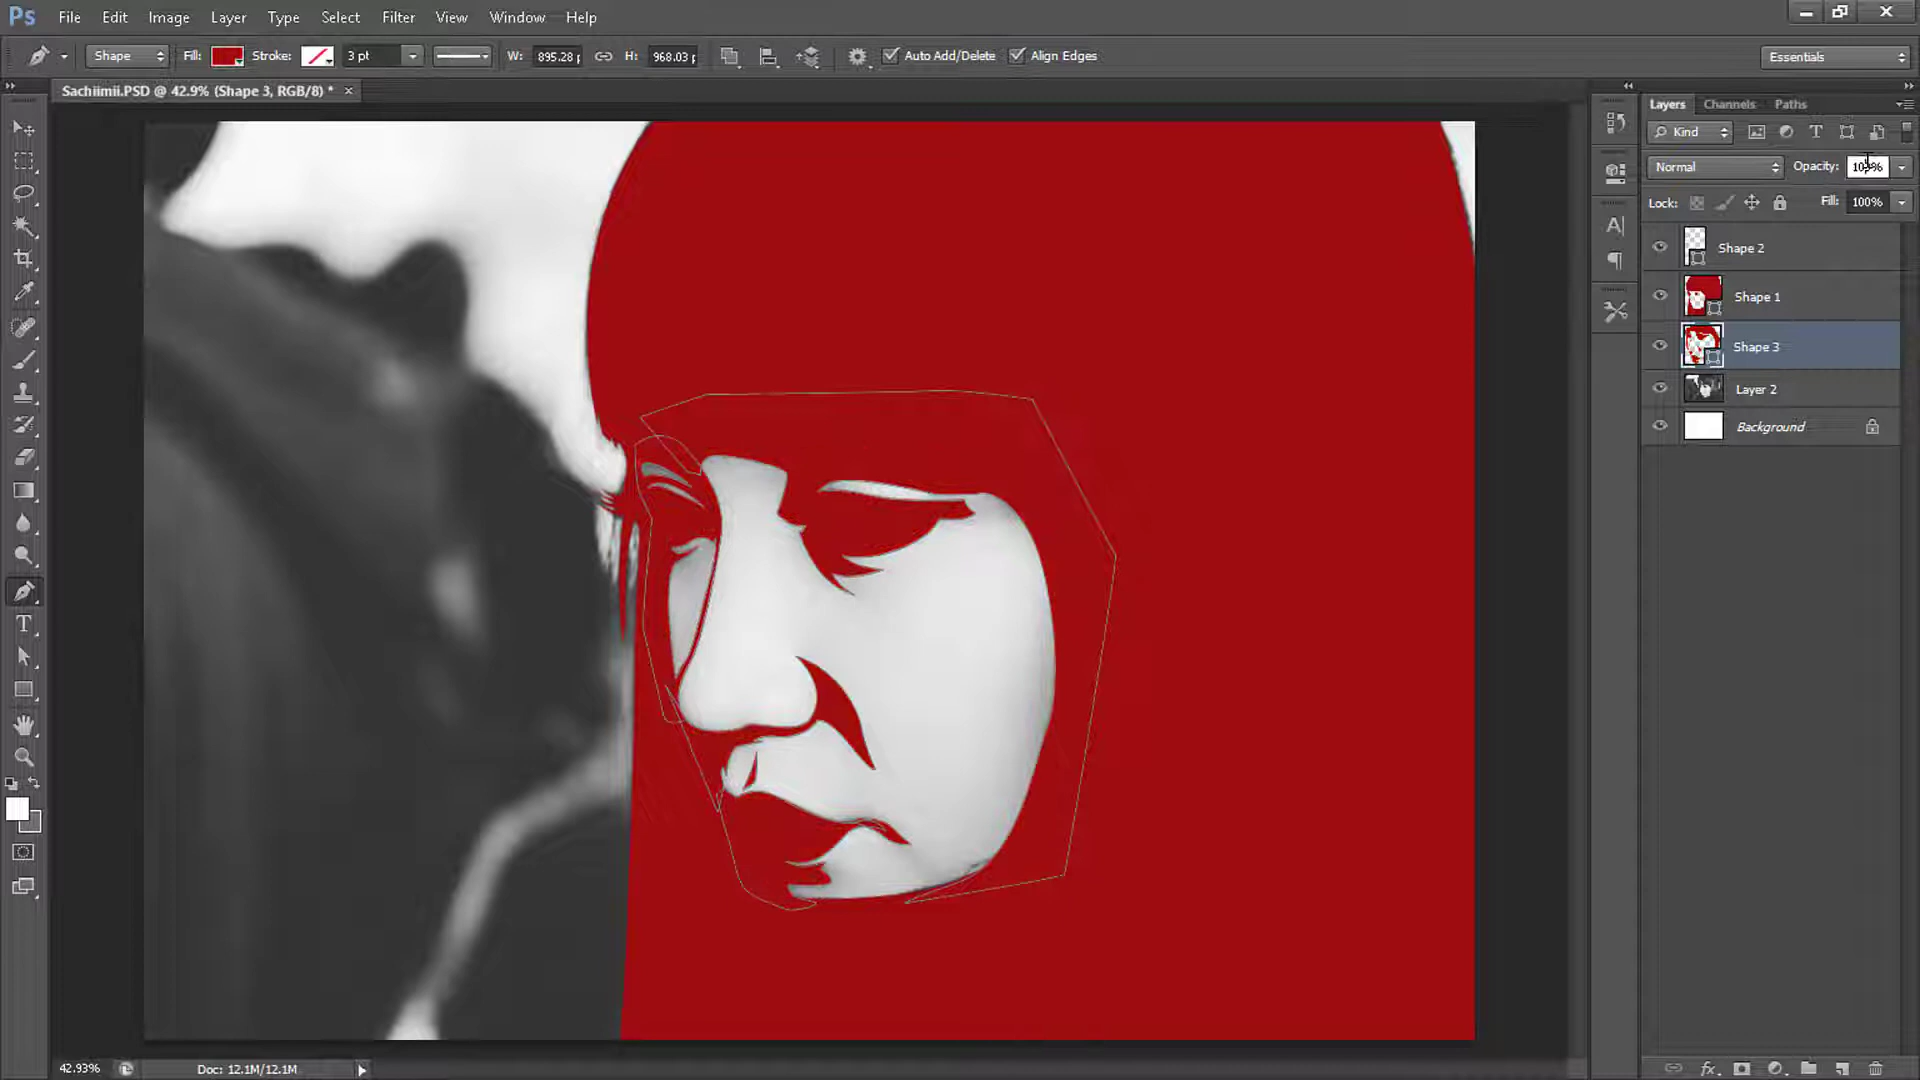 Ps File Edit Image Layer Type Select Filter View Window Help
Shape Fill: Stroke: 3 pt W: 895.28 p H: 968.03 p Auto Add/Delete Align Edges Essentials
Sachiimii.PSD @ 42.9% (Shape 3, RGB/8) * ×
Layers Channels Paths
Kind
Normal Opacity: 100%
Lock: Fill: 100%
Shape 2
Shape 1
Shape 3
Layer 2
Background
42.93% Doc: 12.1M/12.1M